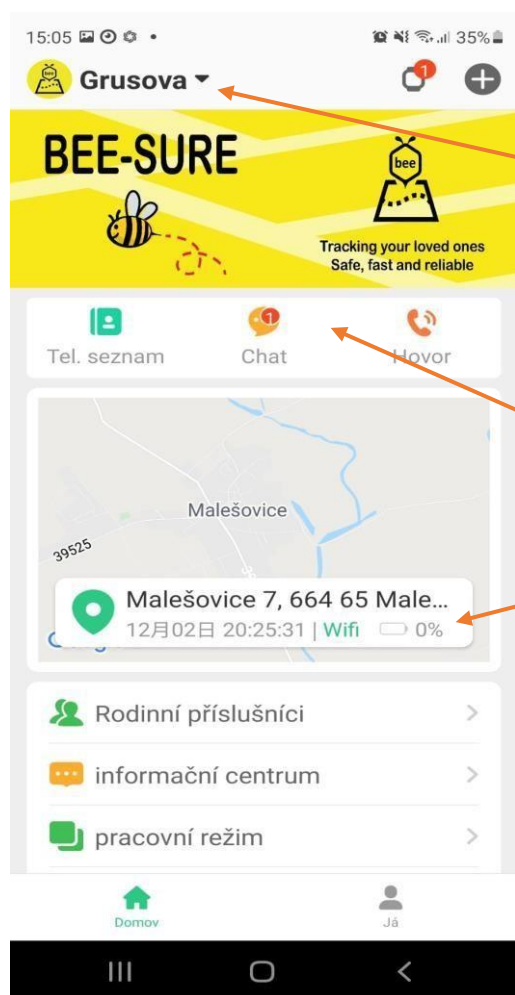 15:05
35%
Grusova
1
BEE-SURE
bee
Tracking your loved ones
Safe, fast and reliable
1
Tel. seznam
Chat
Hovor
Malešovice
39525
Malešovice 7, 664 65 Male...
12月02日 20:25:31 | Wifi 0%
Rodinní příslušníci
informační centrum
pracovní režim
Domov
Já